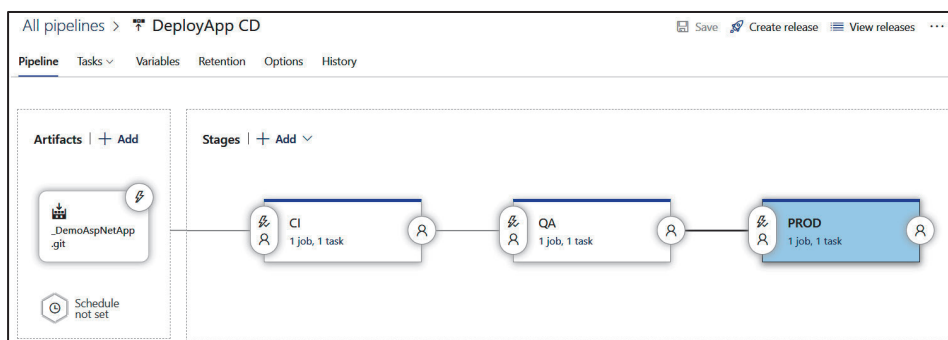 All pipelines > DeployApp CD
Save Create release View releases ...
Pipeline Tasks Variables Retention Options History
Artifacts | + Add
Stages | + Add
_DemoAspNetApp
.git
CI
1 job, 1 task
QA
1 job, 1 task
PROD
1 job, 1 task
Schedule
not set